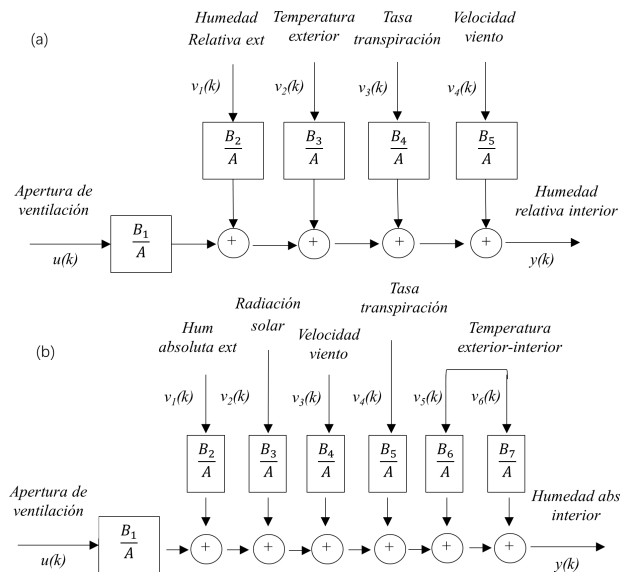 (a)
Humedad
Relativa ext
Temperatura
exterior
Tasa
transpiración
Velocidad
viento
v₁(k)
v₂(k)
v₃(k)
v₄(k)
B₂
A
B₃
A
B₄
A
B₅
A
Apertura de
ventilación
u(k)
B₁
A
+
+
+
+
Humedad
relativa interior
y(k)
(b)
Hum
absoluta ext
Radiación
solar
Velocidad
viento
Tasa
transpiración
Temperatura
exterior-interior
v₁(k)
v₂(k)
v₃(k)
v₄(k)
v₅(k)
v₆(k)
B₂
A
B₃
A
B₄
A
B₅
A
B₆
A
B₇
A
Apertura de
ventilación
u(k)
B₁
A
+
+
+
+
+
+
Humedad abs
interior
y(k)